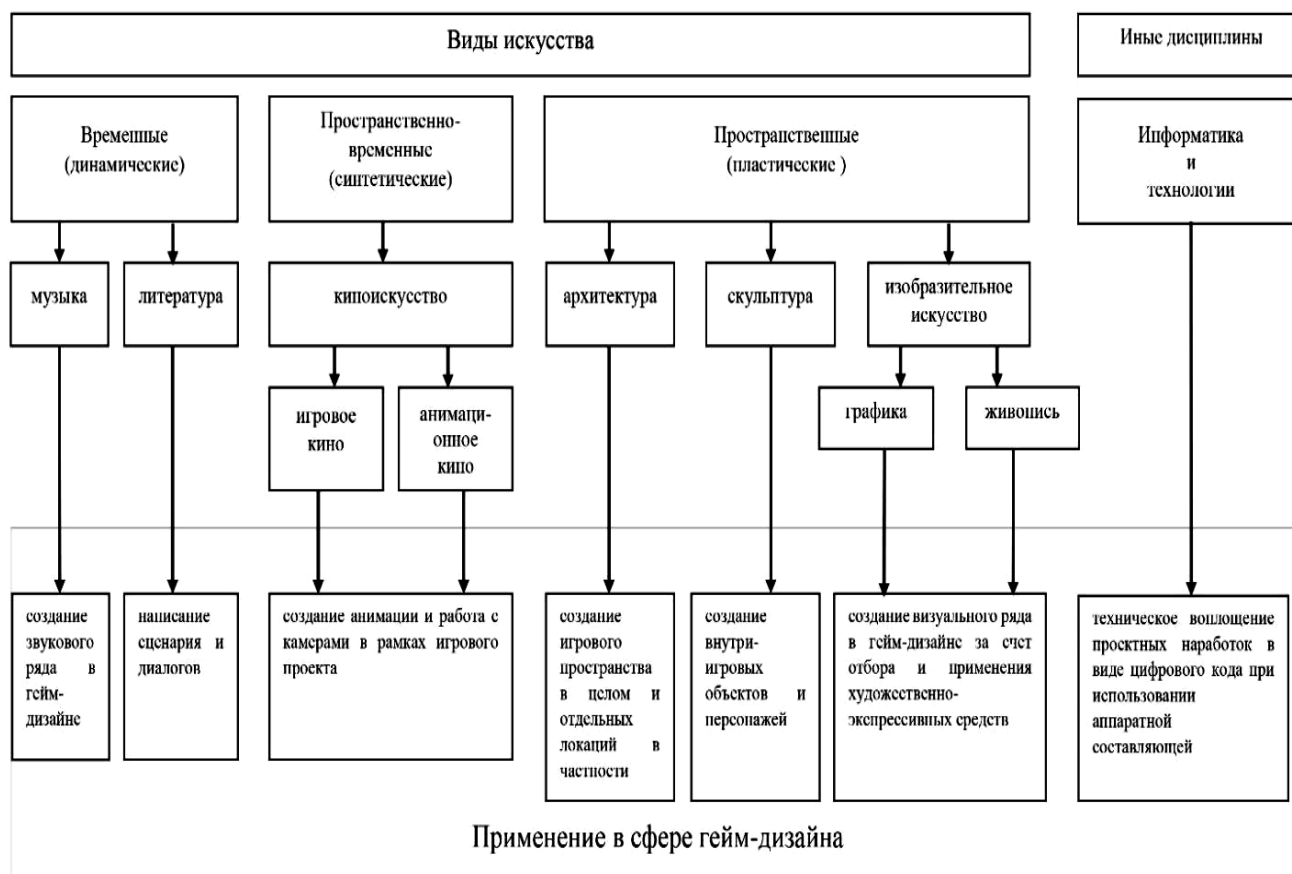 Виды искусства
Иные дисциплины
Временные
(динамические)
Пространственно-
временные
(синтетические)
Пространственные
(пластические )
Информатика
и
технологии
музыка
литература
киноискусство
архитектура
скульптура
изобразительное
искусство
игровое
кино
анимаци-
онное
кино
графика
живопись
создание
звукового
ряда в
гейм-
дизайне
написание
сценария и
диалогов
создание анимации и работа с
камерами в рамках игрового
проекта
создание
игрового
пространства
в целом и
отдельных
локаций в
частности
создание
внутри-
игровых
объектов и
персонажей
создание визуального ряда
в гейм-дизайне за счет
отбора и применения
художественно-
экспрессивных средств
техническое воплощение
проектных наработок в
виде цифрового кода при
использовании
аппаратной
составляющей
Применение в сфере гейм-дизайна